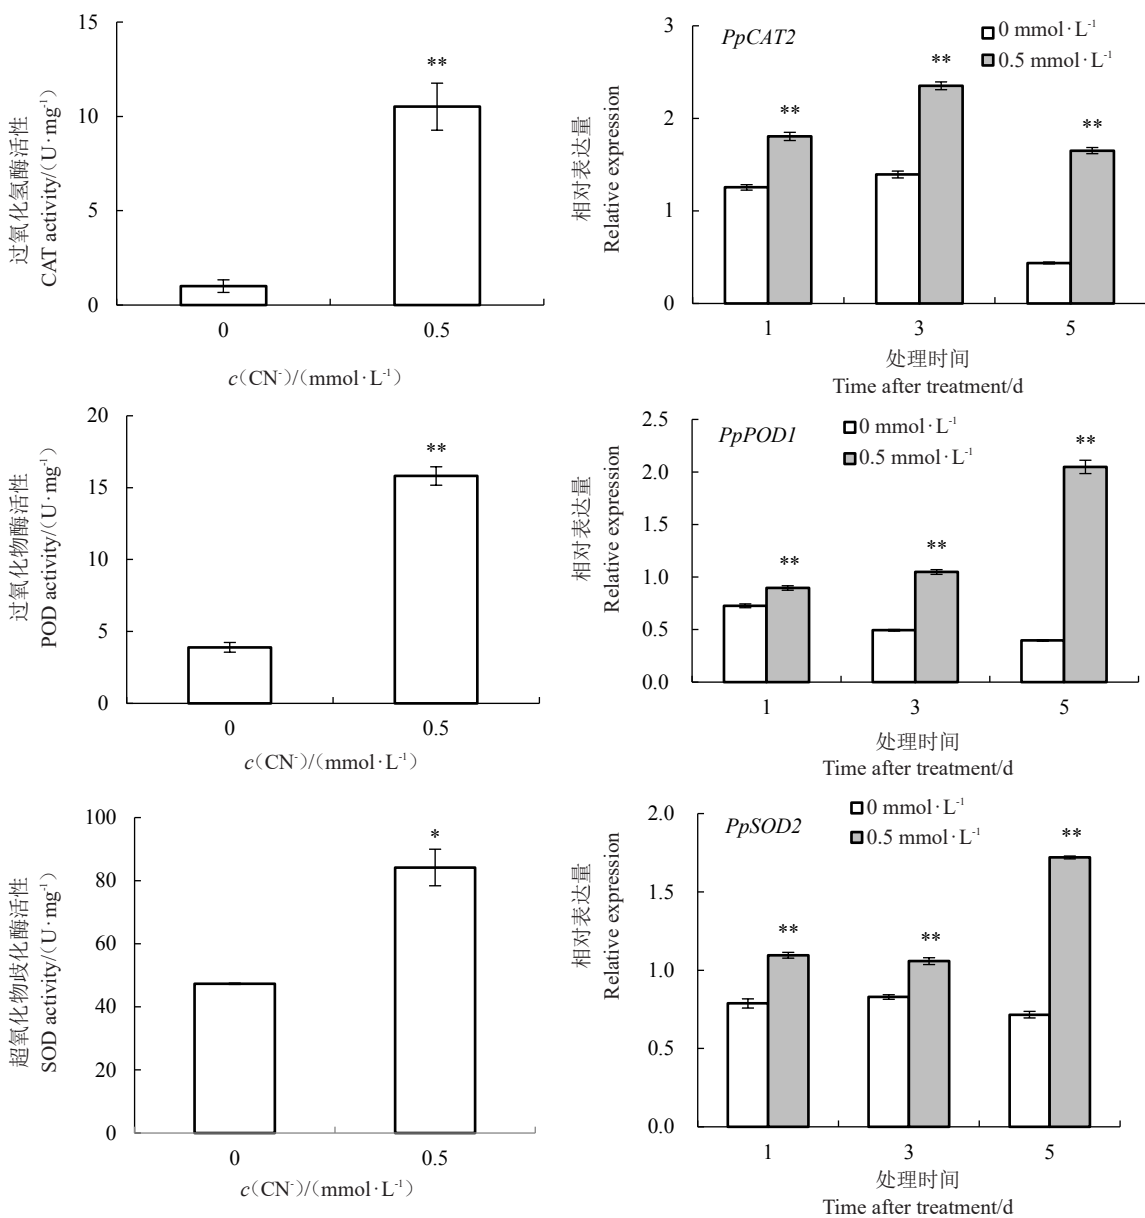 过氧化氢酶活性
CAT activity/(U·mg⁻¹)
15
10
5
0
**
0
0.5
c(CN⁻)/(mmol·L⁻¹)
相对表达量
Relative expression
3
2
1
0
PpCAT2
0 mmol·L⁻¹
0.5 mmol·L⁻¹
**
**
**
1
3
5
处理时间
Time after treatment/d
过氧化物酶活性
POD activity/(U·mg⁻¹)
20
15
10
5
0
**
0
0.5
c(CN⁻)/(mmol·L⁻¹)
相对表达量
Relative expression
2.5
2.0
1.5
1.0
0.5
0.0
PpPOD1
0 mmol·L⁻¹
0.5 mmol·L⁻¹
**
**
**
1
3
5
处理时间
Time after treatment/d
超氧化物歧化酶活性
SOD activity/(U·mg⁻¹)
100
80
60
40
20
0
*
0
0.5
c(CN⁻)/(mmol·L⁻¹)
相对表达量
Relative expression
2.0
1.5
1.0
0.5
0.0
PpSOD2
0 mmol·L⁻¹
0.5 mmol·L⁻¹
**
**
**
1
3
5
处理时间
Time after treatment/d